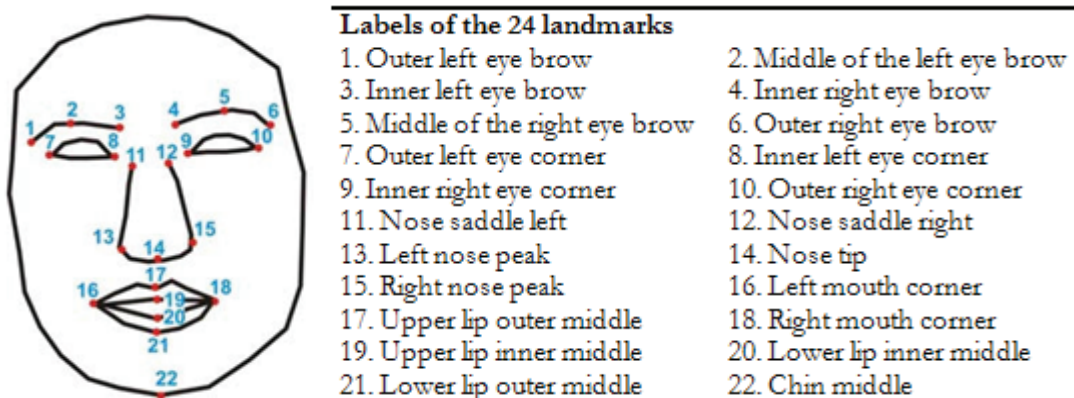 Labels of the 24 landmarks
1. Outer left eye brow 2. Middle of the left eye brow
3. Inner left eye brow 4. Inner right eye brow
5. Middle of the right eye brow 6. Outer right eye brow
7. Outer left eye corner 8. Inner left eye corner
9. Inner right eye corner 10. Outer right eye corner
11. Nose saddle left 12. Nose saddle right
13. Left nose peak 14. Nose tip
15. Right nose peak 16. Left mouth corner
17. Upper lip outer middle 18. Right mouth corner
19. Upper lip inner middle 20. Lower lip inner middle
21. Lower lip outer middle 22. Chin middle
1 2 3 4 5 6
7 8 9 10
11 12
13 14 15
16 17 18
19
20
21
22